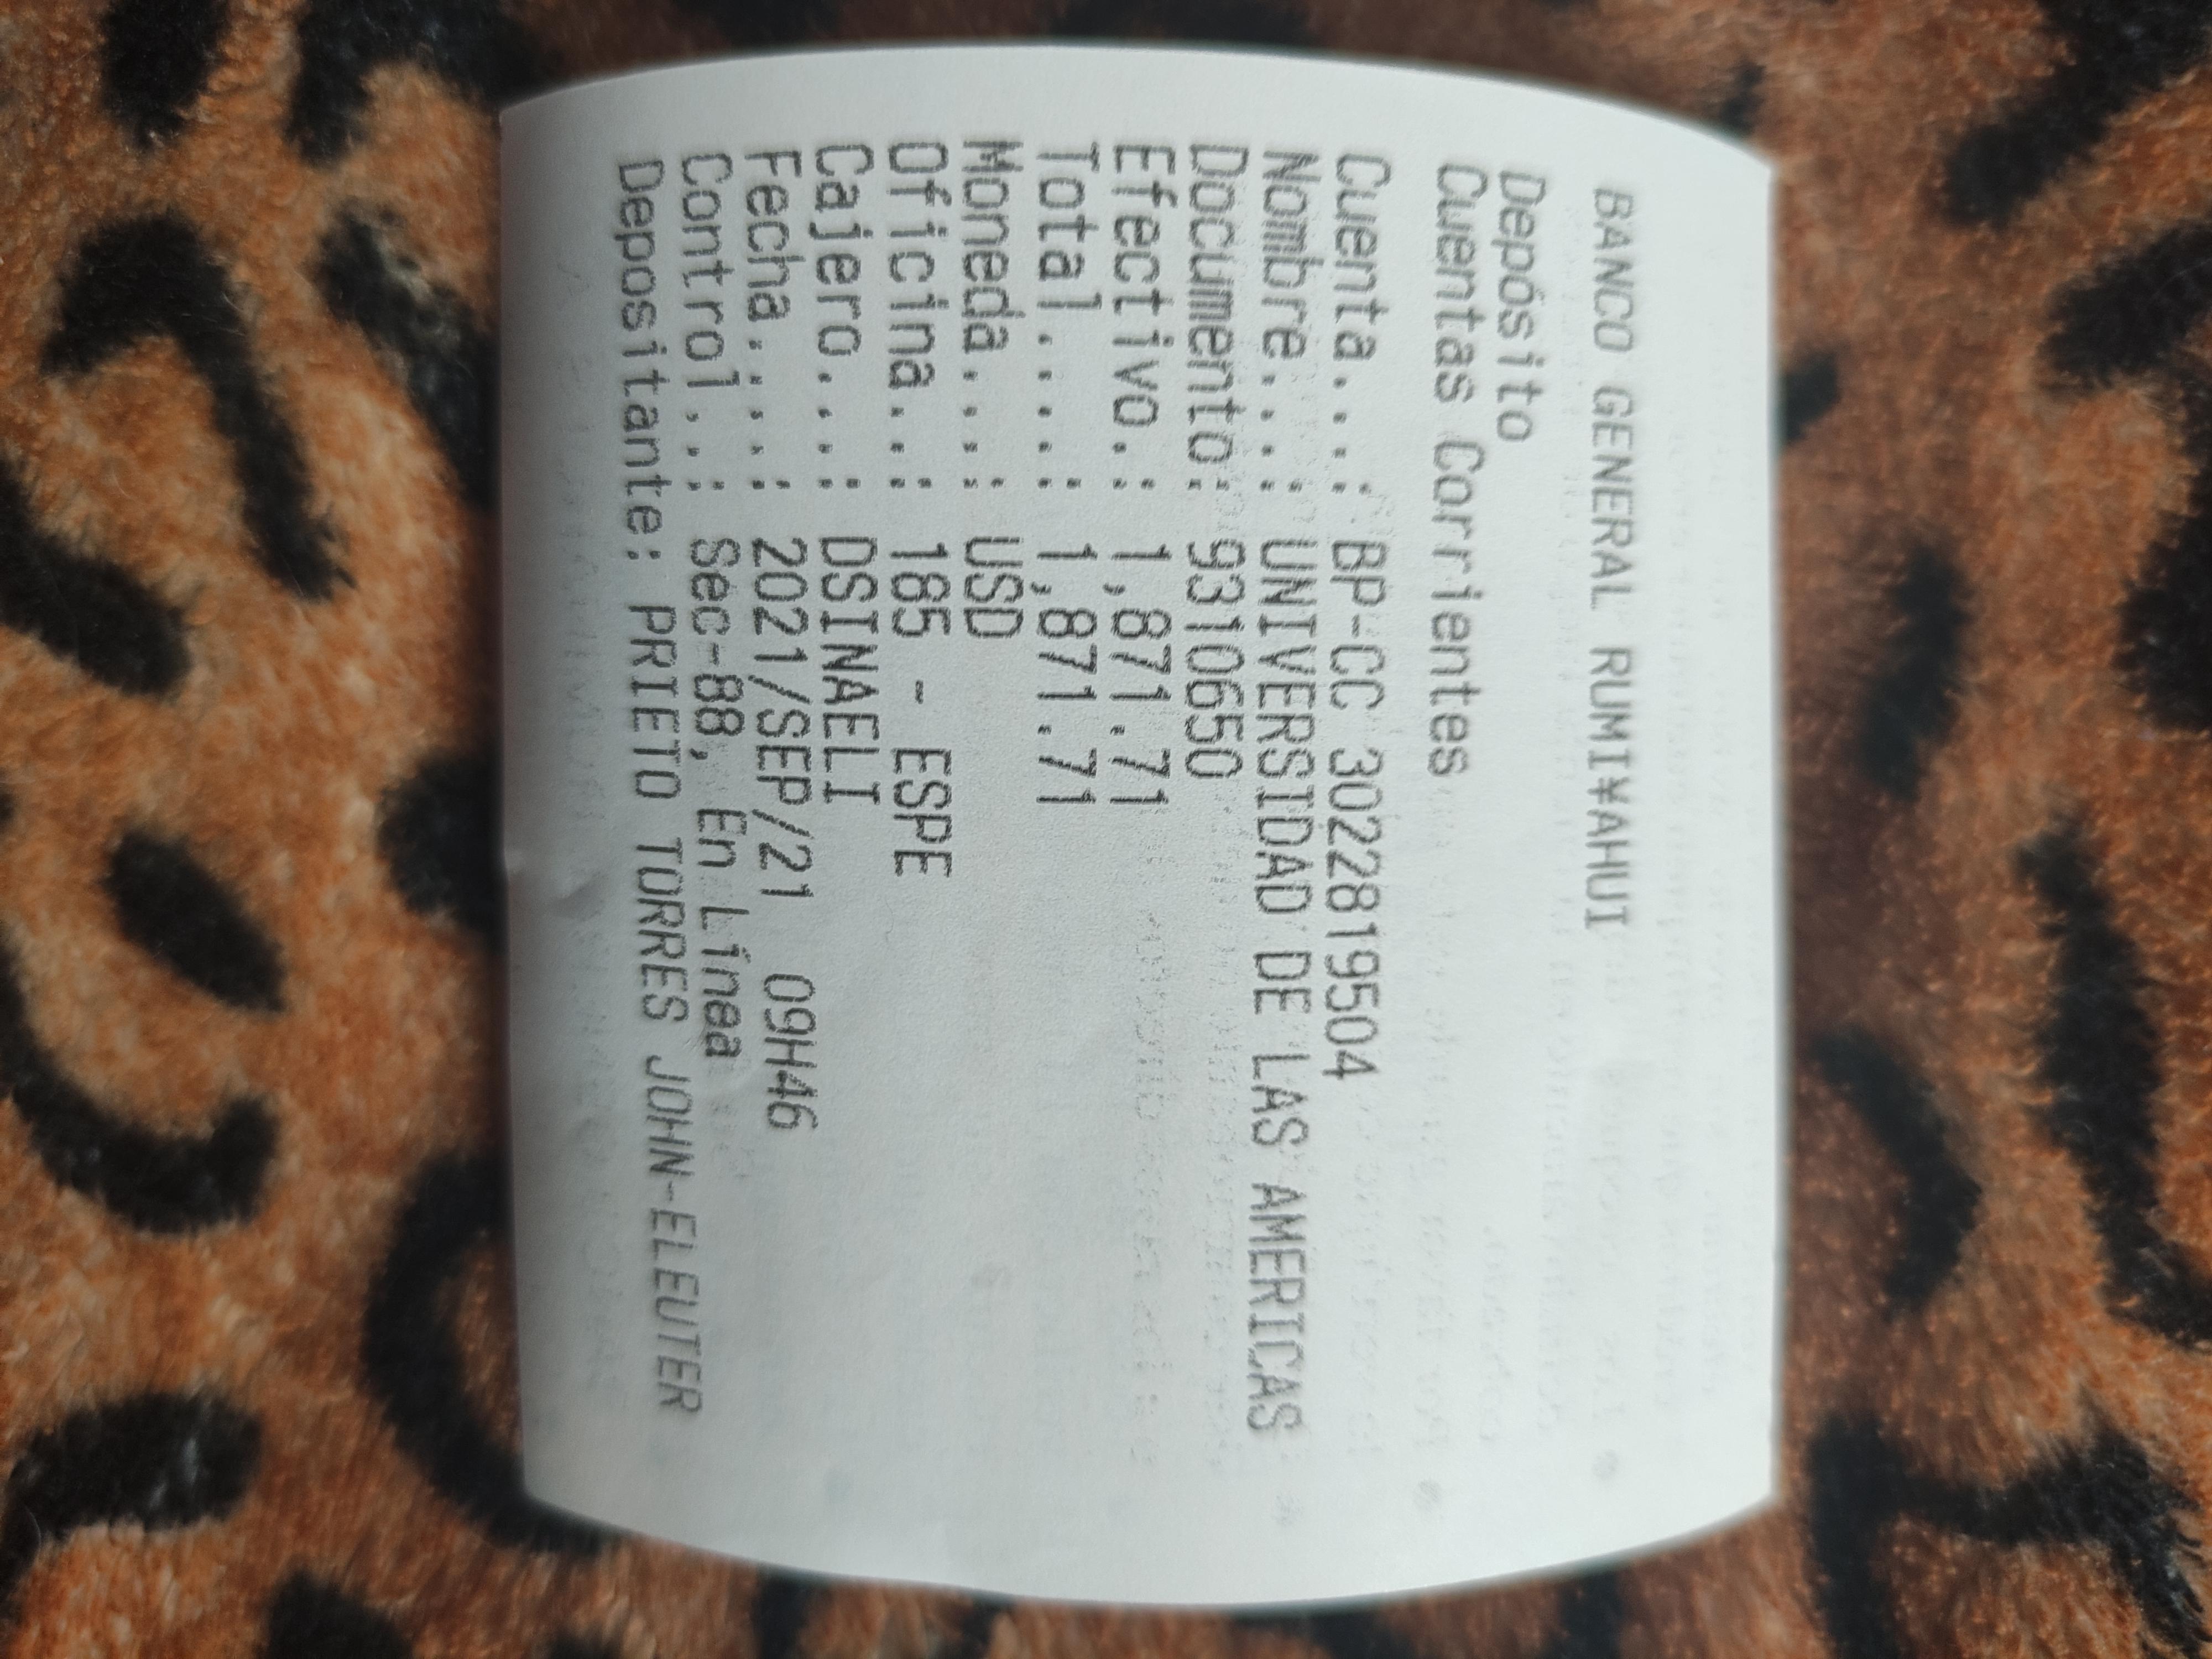 BANCO GENERAL RUMI¥AHUI
Depósito
Cuentas Corrientes
Cuenta...: BP-CC 3022819504
Nombre...: UNIVERSIDAD DE LAS AMERICAS
Documento: 9310650
Efectivo.: 1,871.71
Total....: 1,871.71
Moneda...: USD
Oficina..: 185 - ESPE
Cajero...: DSINAELI
Fecha....: 2021/SEP/21 09H46
Control..: Sec-88, En Línea
Depositante: PRIETO TORRES JOHN-ELEUTER